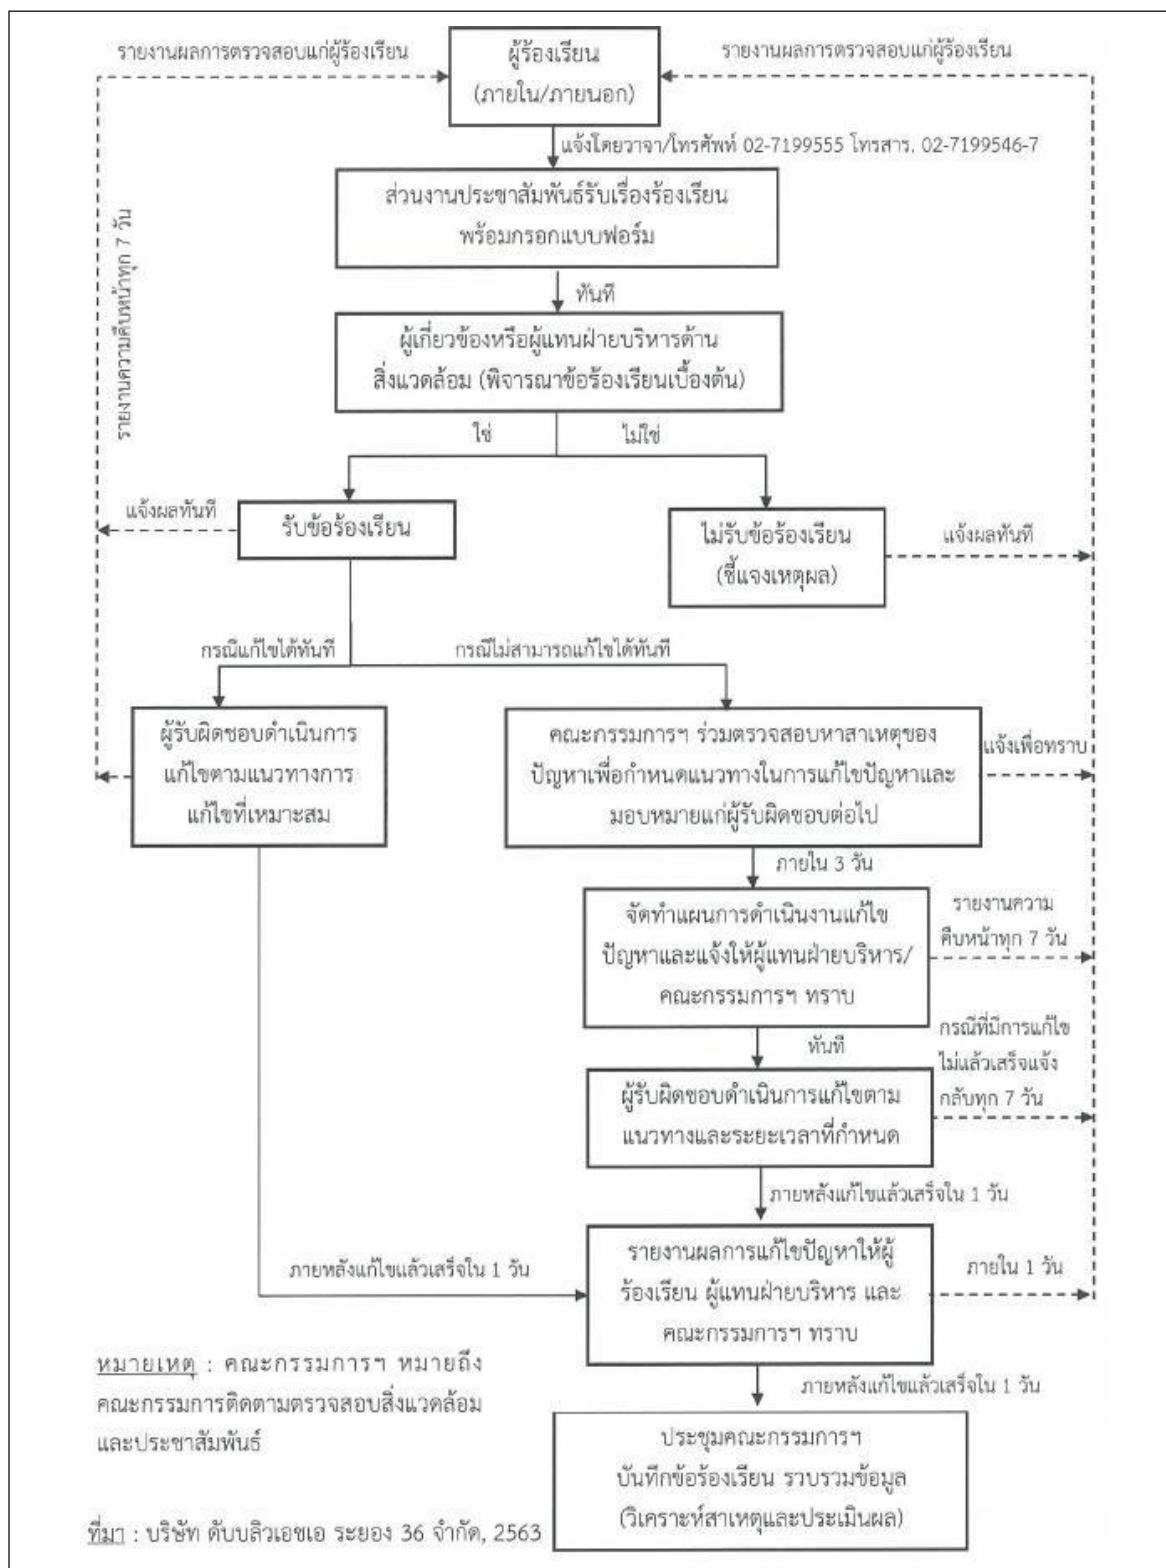 รายงานผลการตรวจสอบแก่ผู้ร้องเรียน
ผู้ร้องเรียน
(ภายใน/ภายนอก)
รายงานผลการตรวจสอบแก่ผู้ร้องเรียน
แจ้งโดยวาจา/โทรศัพท์ 02-7199555 โทรสาร. 02-7199546-7
ส่วนงานประชาสัมพันธ์รับเรื่องร้องเรียน
พร้อมกรอกแบบฟอร์ม
รายงานความคืบหน้าทุก 7 วัน
ทันที
ผู้เกี่ยวข้องหรือผู้แทนฝ่ายบริหารด้าน
สิ่งแวดล้อม (พิจารณาข้อร้องเรียนเบื้องต้น)
ใช่
ไม่ใช่
แจ้งผลทันที
รับข้อร้องเรียน
ไม่รับข้อร้องเรียน
(ชี้แจงเหตุผล)
แจ้งผลทันที
กรณีแก้ไขได้ทันที
กรณีไม่สามารถแก้ไขได้ทันที
ผู้รับผิดชอบดำเนินการ
แก้ไขตามแนวทางการ
แก้ไขที่เหมาะสม
คณะกรรมการฯ ร่วมตรวจสอบหาสาเหตุของ
ปัญหาเพื่อกำหนดแนวทางในการแก้ไขปัญหาและ
มอบหมายแก่ผู้รับผิดชอบต่อไป
แจ้งเพื่อทราบ
ภายใน 3 วัน
จัดทำแผนการดำเนินงานแก้ไข
ปัญหาและแจ้งให้ผู้แทนฝ่ายบริหาร/
คณะกรรมการฯ ทราบ
รายงานความ
คืบหน้าทุก 7 วัน
ทันที
กรณีที่มีการแก้ไข
ไม่แล้วเสร็จแจ้ง
กลับทุก 7 วัน
ผู้รับผิดชอบดำเนินการแก้ไขตาม
แนวทางและระยะเวลาที่กำหนด
ภายหลังแก้ไขแล้วเสร็จใน 1 วัน
ภายหลังแก้ไขแล้วเสร็จใน 1 วัน
รายงานผลการแก้ไขปัญหาให้ผู้
ร้องเรียน ผู้แทนฝ่ายบริหาร และ
คณะกรรมการฯ ทราบ
ภายใน 1 วัน
หมายเหตุ : คณะกรรมการฯ หมายถึง
คณะกรรมการติดตามตรวจสอบสิ่งแวดล้อม
และประชาสัมพันธ์
ภายหลังแก้ไขแล้วเสร็จใน 1 วัน
ประชุมคณะกรรมการฯ
บันทึกข้อร้องเรียน รวบรวมข้อมูล
(วิเคราะห์สาเหตุและประเมินผล)
ที่มา : บริษัท ดับบลิวเอชเอ ระยอง 36 จำกัด, 2563